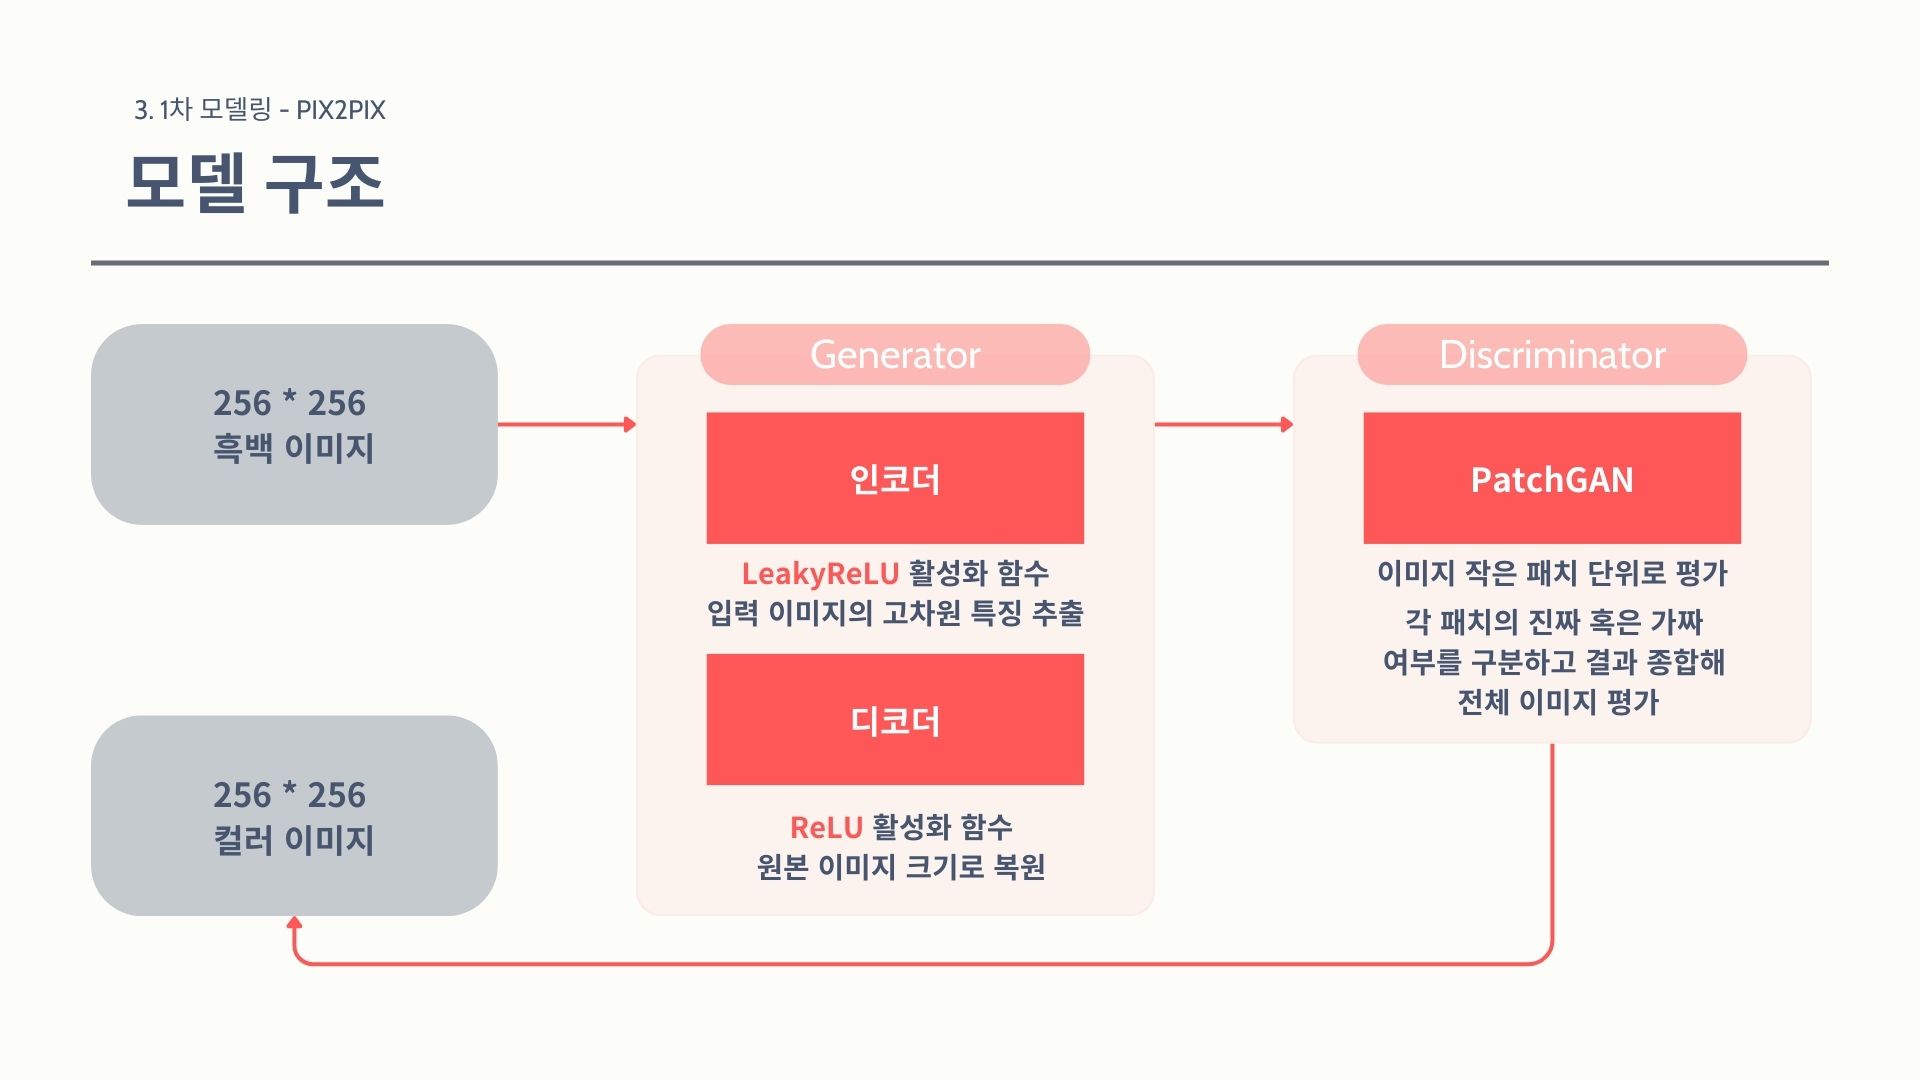 3. 1차 모델링 - PIX2PIX
모델 구조
256 * 256
흑백 이미지
256 * 256
컬러 이미지
Generator
인코더
LeakyReLU 활성화 함수
입력 이미지의 고차원 특징 추출
디코더
ReLU 활성화 함수
원본 이미지 크기로 복원
Discriminator
PatchGAN
이미지 작은 패치 단위로 평가
각 패치의 진짜 혹은 가짜
여부를 구분하고 결과 종합해
전체 이미지 평가